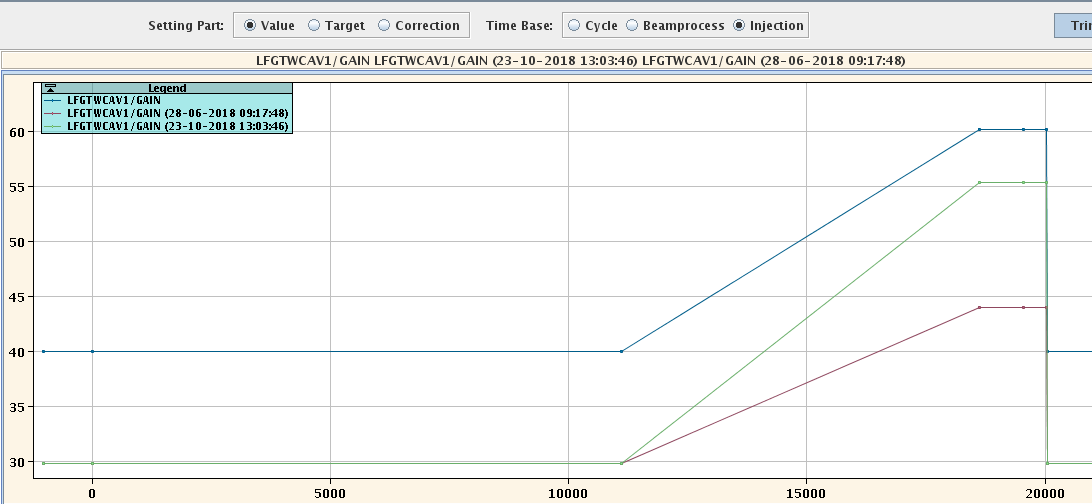 Setting Part: Value Target Correction Time Base: Cycle Beamprocess Injection Trin
LFGTWCAV1/GAIN LFGTWCAV1/GAIN (23-10-2018 13:03:46) LFGTWCAV1/GAIN (28-06-2018 09:17:48)
Legend
LFGTWCAV1/GAIN
LFGTWCAV1/GAIN (28-06-2018 09:17:48)
LFGTWCAV1/GAIN (23-10-2018 13:03:46)
60
55
50
45
40
35
30
0 5000 10000 15000 20000